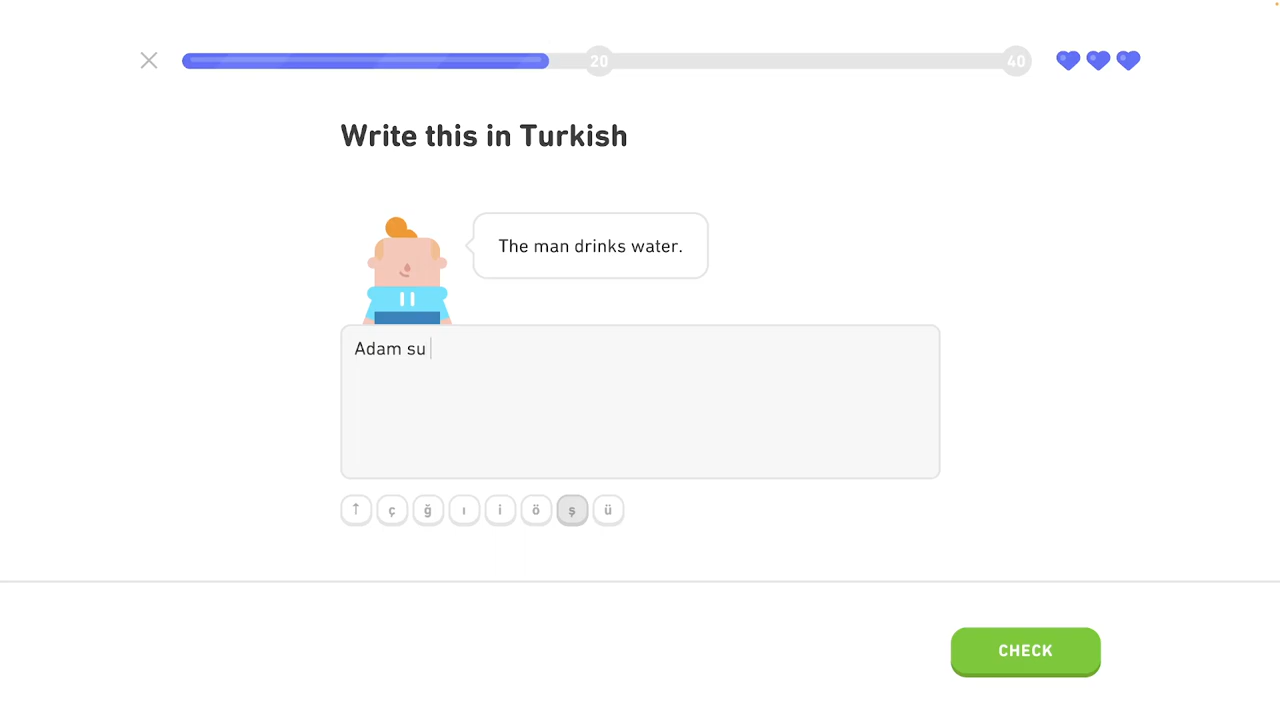 20
40
Write this in Turkish
The man drinks water.
Adam su
↑ ç ğ ı i ö ş ü
CHECK